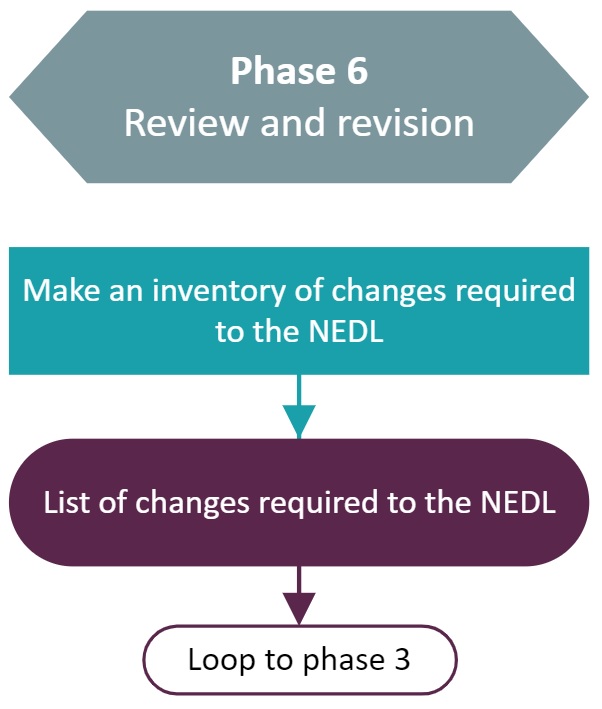 Phase 6
Review and revision
Make an inventory of changes required
to the NEDL
List of changes required to the NEDL
Loop to phase 3